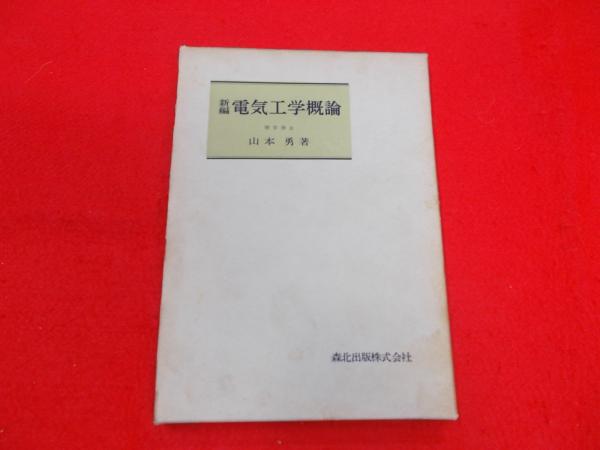 新編 電気工学概論
山本 勇著
森北出版株式会社